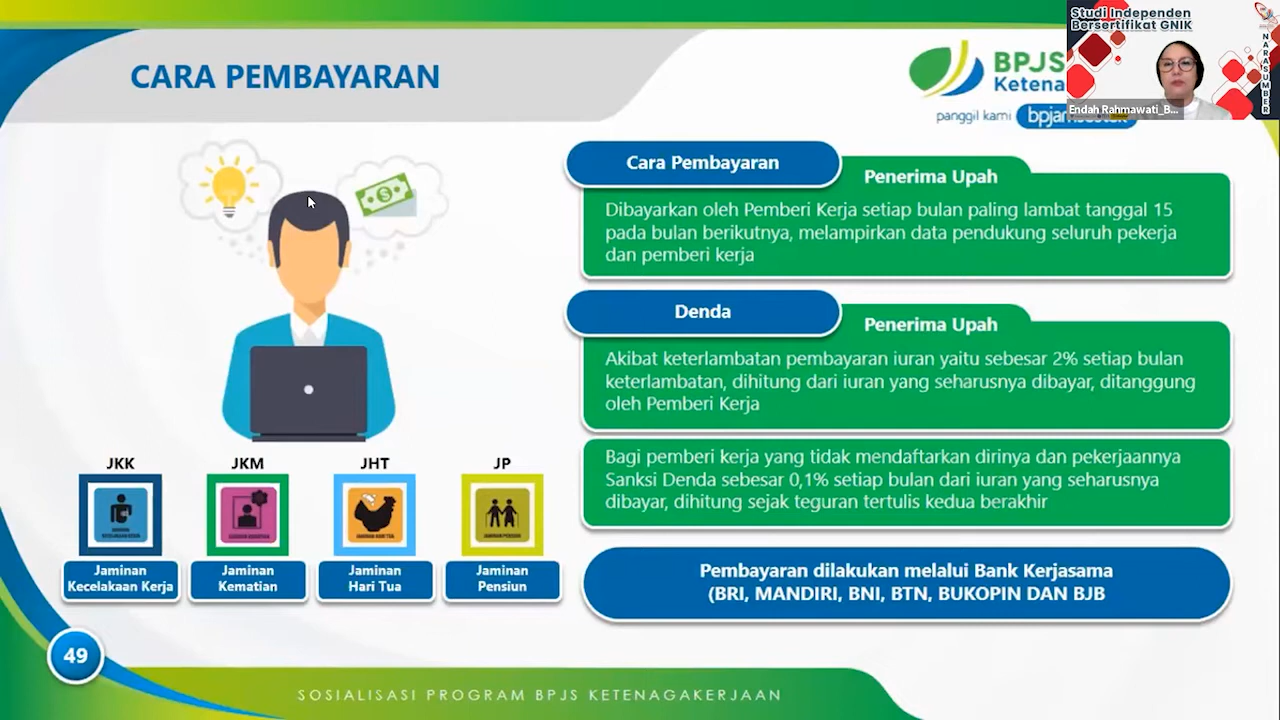 CARA PEMBAYARAN
BPJS
Ketena
panggil kami
Studi Independen
Bersertifikat GNIK
NARASUMBER
Endah Rahmawati_B...
Cara Pembayaran
Penerima Upah
Dibayarkan oleh Pemberi Kerja setiap bulan paling lambat tanggal 15
pada bulan berikutnya, melampirkan data pendukung seluruh pekerja
dan pemberi kerja
Denda
Penerima Upah
Akibat keterlambatan pembayaran iuran yaitu sebesar 2% setiap bulan
keterlambatan, dihitung dari iuran yang seharusnya dibayar, ditanggung
oleh Pemberi Kerja
Bagi pemberi kerja yang tidak mendaftarkan dirinya dan pekerjaannya
Sanksi Denda sebesar 0,1% setiap bulan dari iuran yang seharusnya
dibayar, dihitung sejak teguran tertulis kedua berakhir
Pembayaran dilakukan melalui Bank Kerjasama
(BRI, MANDIRI, BNI, BTN, BUKOPIN DAN BJB
JKK
JKM
JHT
JP
Jaminan
Kecelakaan Kerja
Jaminan
Kematian
Jaminan
Hari Tua
Jaminan
Pensiun
49
SOSIALISASI PROGRAM BPJS KETENAGAKERJAAN